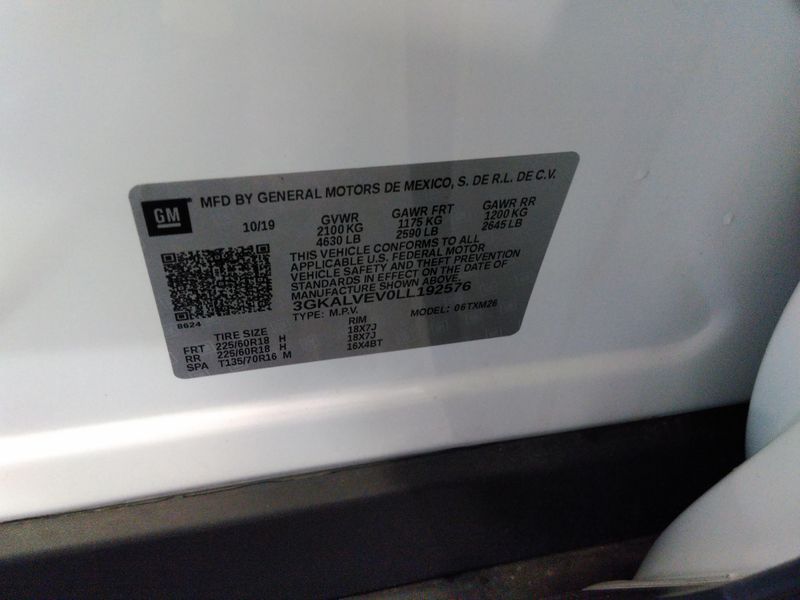 GM MFD BY GENERAL MOTORS DE MEXICO, S. DE R.L. DE C.V.
10/19 GVWR GAWR FRT GAWR RR
2100 KG 1175 KG 1200 KG
4630 LB 2590 LB 2645 LB
THIS VEHICLE CONFORMS TO ALL
APPLICABLE U.S. FEDERAL MOTOR
VEHICLE SAFETY AND THEFT PREVENTION
STANDARDS IN EFFECT ON THE DATE OF
MANUFACTURE SHOWN ABOVE.
3GKALVEV0LL192576
8624 TYPE: M.P.V. MODEL: 06TXM26
TIRE SIZE RIM
FRT 225/60R18 H 18X7J
RR 225/60R18 H 18X7J
SPA T135/70R16 M 16X4BT